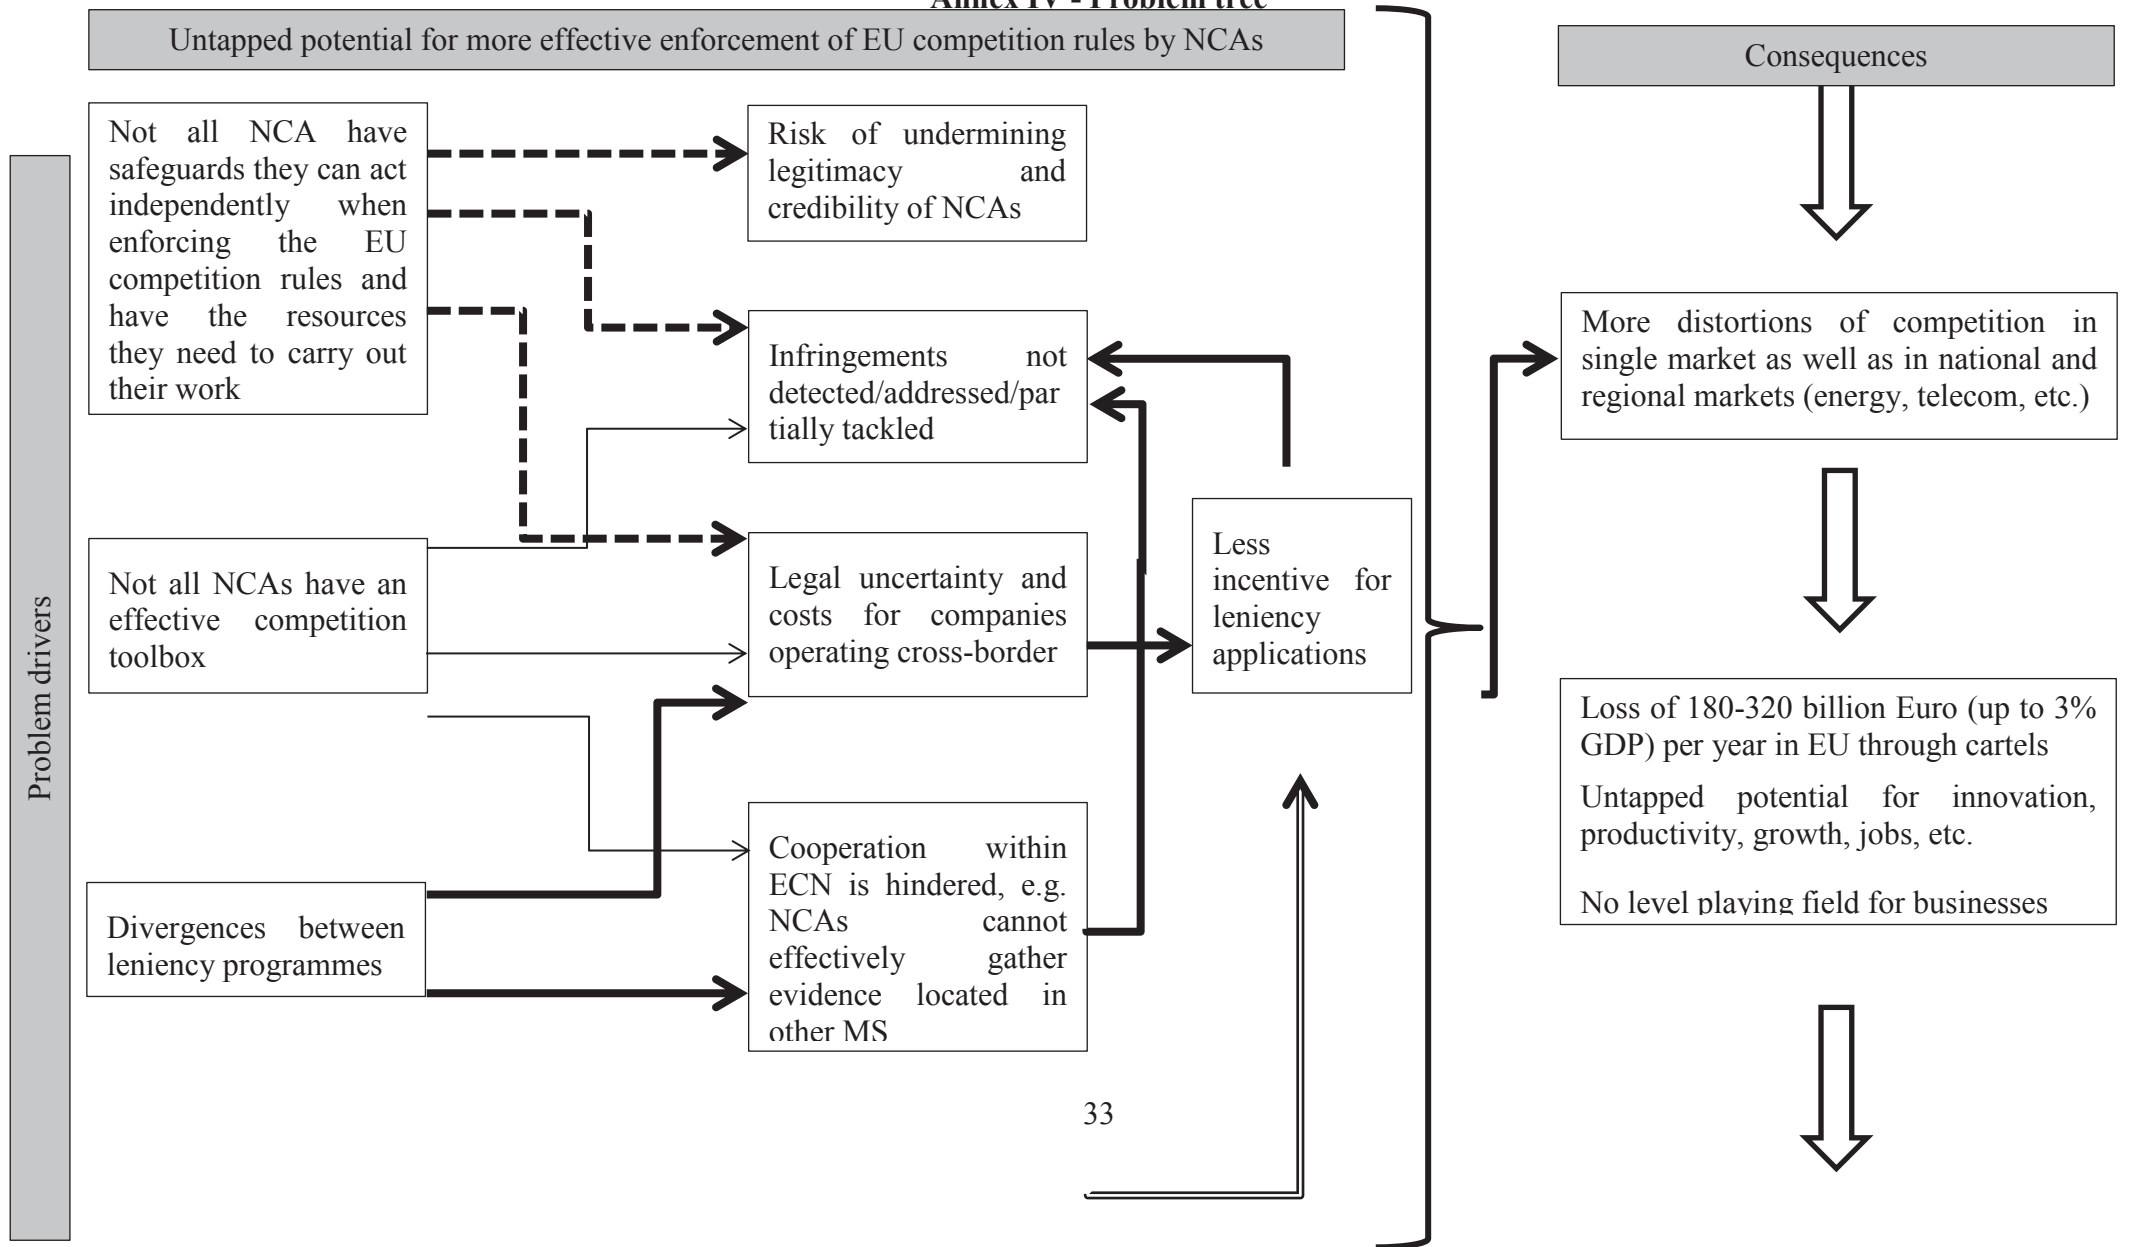 Annex IV - Problem tree
Untapped potential for more effective enforcement of EU competition rules by NCAs
Consequences
Problem drivers
Not all NCA have
safeguards they can act
independently when
enforcing the EU
competition rules and
have the resources
they need to carry out
their work
Not all NCAs have an
effective competition
toolbox
Divergences between
leniency programmes
Risk of undermining
legitimacy and
credibility of NCAs
Infringements not
detected/addressed/par
tially tackled
Legal uncertainty and
costs for companies
operating cross-border
Cooperation within
ECN is hindered, e.g.
NCAs cannot
effectively gather
evidence located in
other MS
Less
incentive for
leniency
applications
More distortions of competition in
single market as well as in national and
regional markets (energy, telecom, etc.)
Loss of 180-320 billion Euro (up to 3%
GDP) per year in EU through cartels
Untapped potential for innovation,
productivity, growth, jobs, etc.
No level playing field for businesses
33